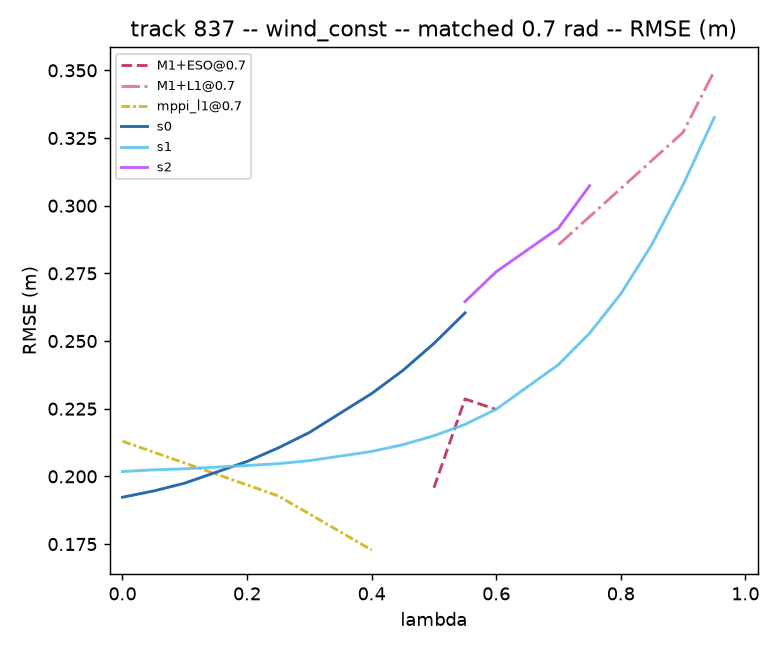 track 837 -- wind_const -- matched 0.7 rad -- RMSE (m)
M1+ESO@0.7
M1+L1@0.7
mppi_l1@0.7
s0
s1
s2
0.350
0.325
0.300
0.275
0.250
0.225
0.200
0.175
RMSE (m)
0.0 0.2 0.4 0.6 0.8 1.0
lambda